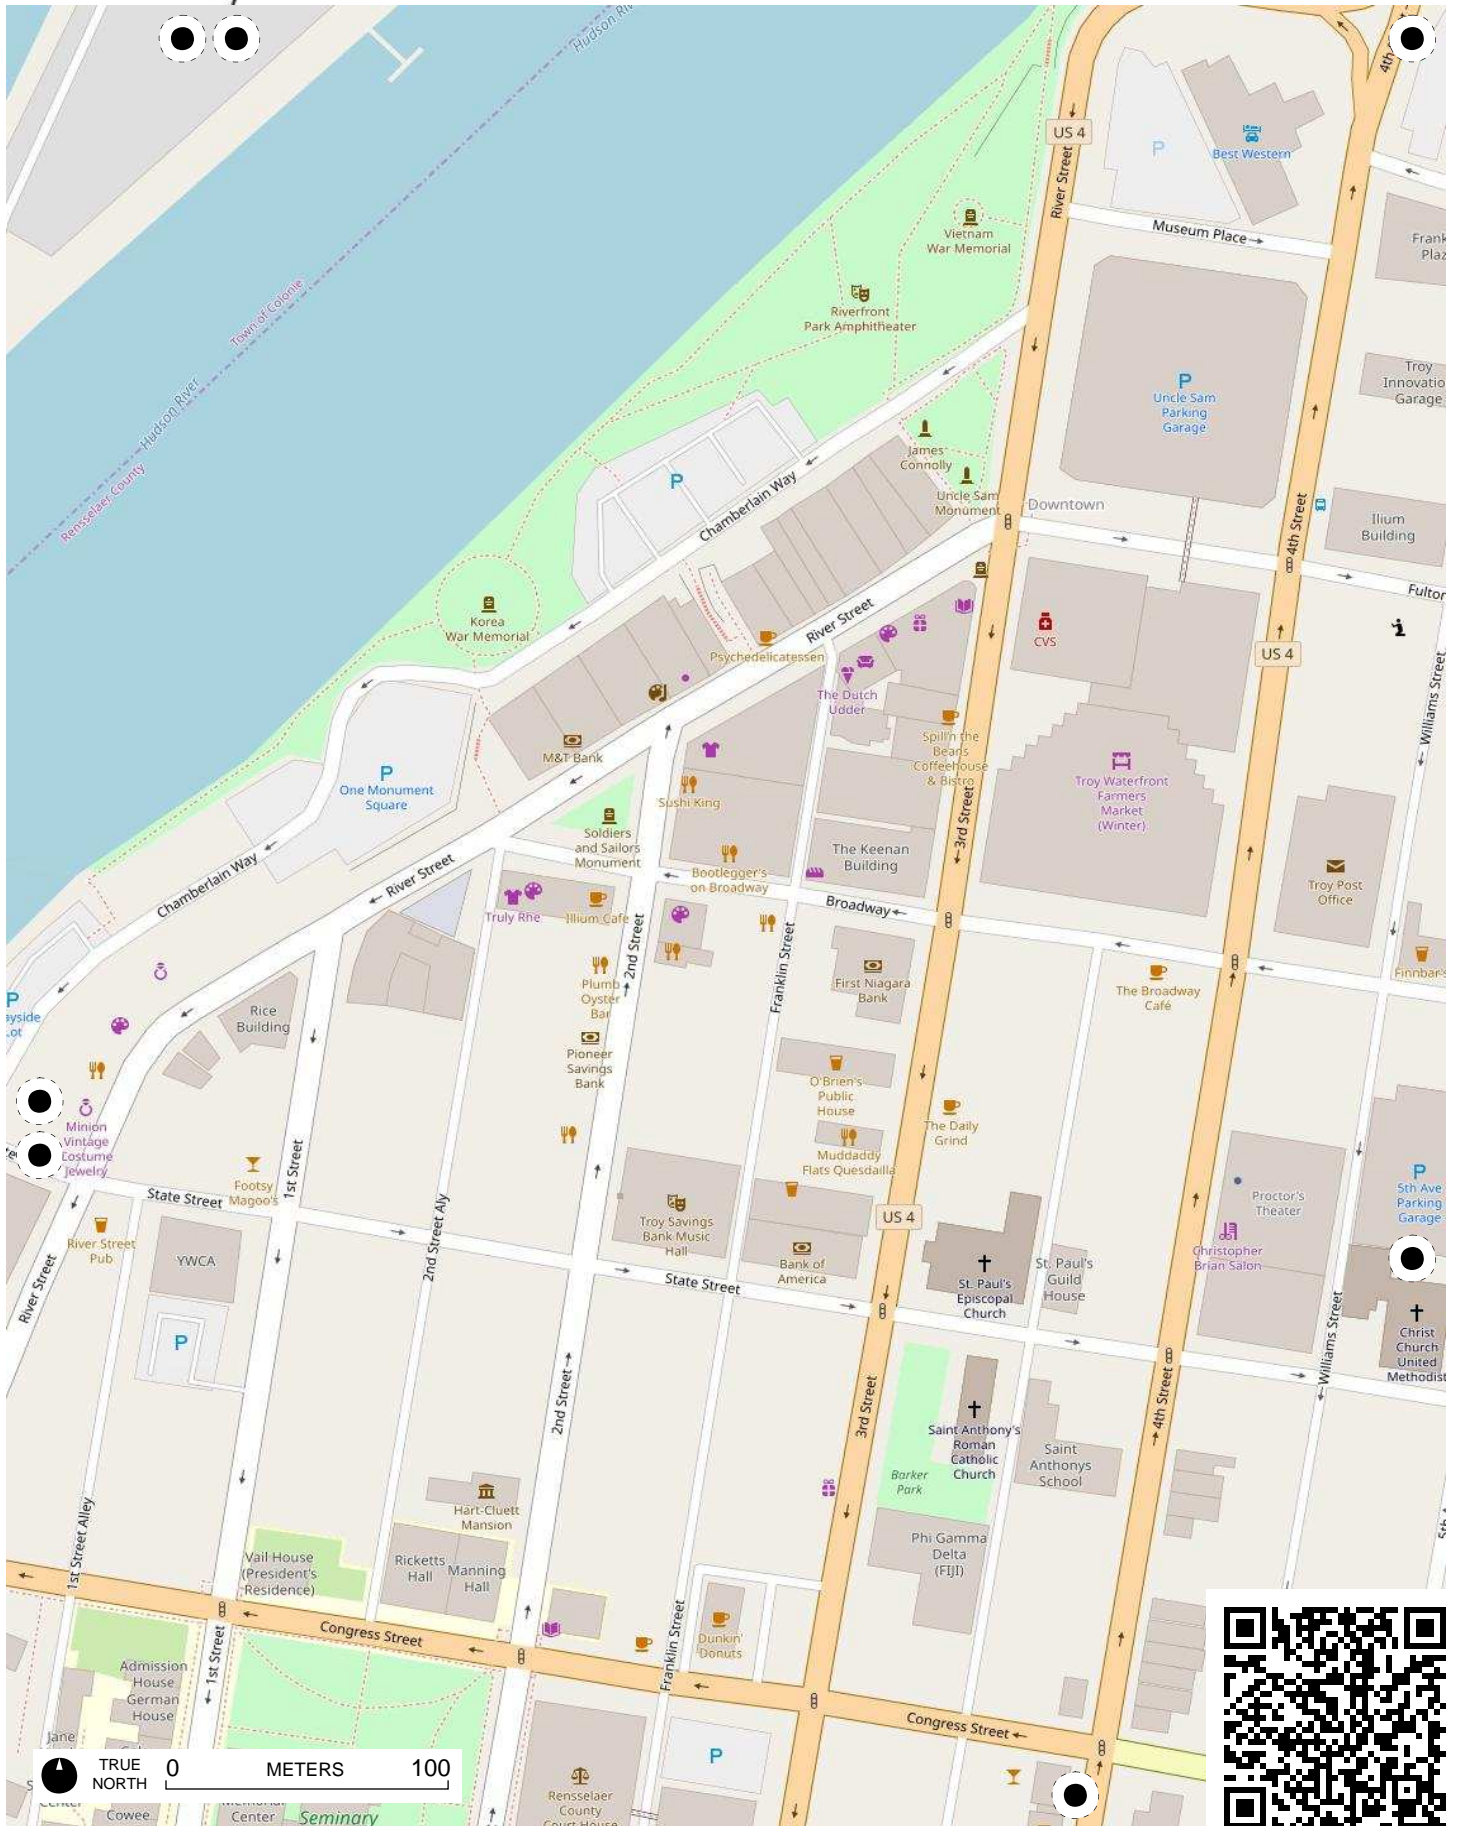 Hudson Riv
4th
US 4
River Street
Best Western
Museum Place
Frank
Plaz
Vietnam
War Memorial
Town of Colonie
Riverfront
Park Amphitheater
Hudson River
Rensselaer County
P
Uncle Sam
Parking
Garage
Troy
Innovatio
Garage
James
Connolly
Uncle Sam
Monument
Downtown
P
P
Chamberlain Way
4th Street
Ilium
Building
Fulton
Korea
War Memorial
River Street
Psychedelicatessen
CVS
US 4
Williams Street
The Dutch
Udder
Spill'n the
Beans
Coffeehouse
& Bistro
M&T Bank
P
One Monument
Square
Sushi King
Troy Waterfront
Farmers
Market
(Winter)
3rd Street
Soldiers
and Sailors
Monument
The Keenan
Building
Bootlegger's
on Broadway
Troy Post
Office
Chamberlain Way
River Street
Truly Rhe
Illium Cafe
Broadway
2nd Street
Franklin Street
Plumb
Oyster
Bar
First Niagara
Bank
The Broadway
Café
Finnbar's
P
ayside
Lot
Rice
Building
Pioneer
Savings
Bank
O'Brien's
Public
House
The Daily
Grind
Minion
Vintage
Costume
Jewelry
Muddaddy
Flats Quesdailla
Footsy
Magoo's
1st Street
State Street
River Street
Pub
YWCA
2nd Street Aly
Troy Savings
Bank Music
Hall
US 4
Bank of
America
State Street
Proctor's
Theater
P
5th Ave
Parking
Garage
Christopher
Brian Salon
St. Paul's
Episcopal
Church
St. Paul's
Guild
House
River Street
P
Williams Street
Christ
Church
United
Methodist
2nd Street
3rd Street
4th Street
Saint Anthony's
Roman
Catholic
Church
Saint
Anthonys
School
Barker
Park
Hart-Cluett
Mansion
1st Street Alley
5th A
Vail House
(President's
Residence)
Ricketts
Hall
Manning
Hall
Phi Gamma
Delta
(FIJI)
Congress Street
1st Street
Franklin Street
Dunkin'
Donuts
Admission
House
German
House
Jane
Congress Street
P
TRUE
NORTH
0 METERS 100
Center
Cowee
Center
Seminary
Rensselaer
County
Court House